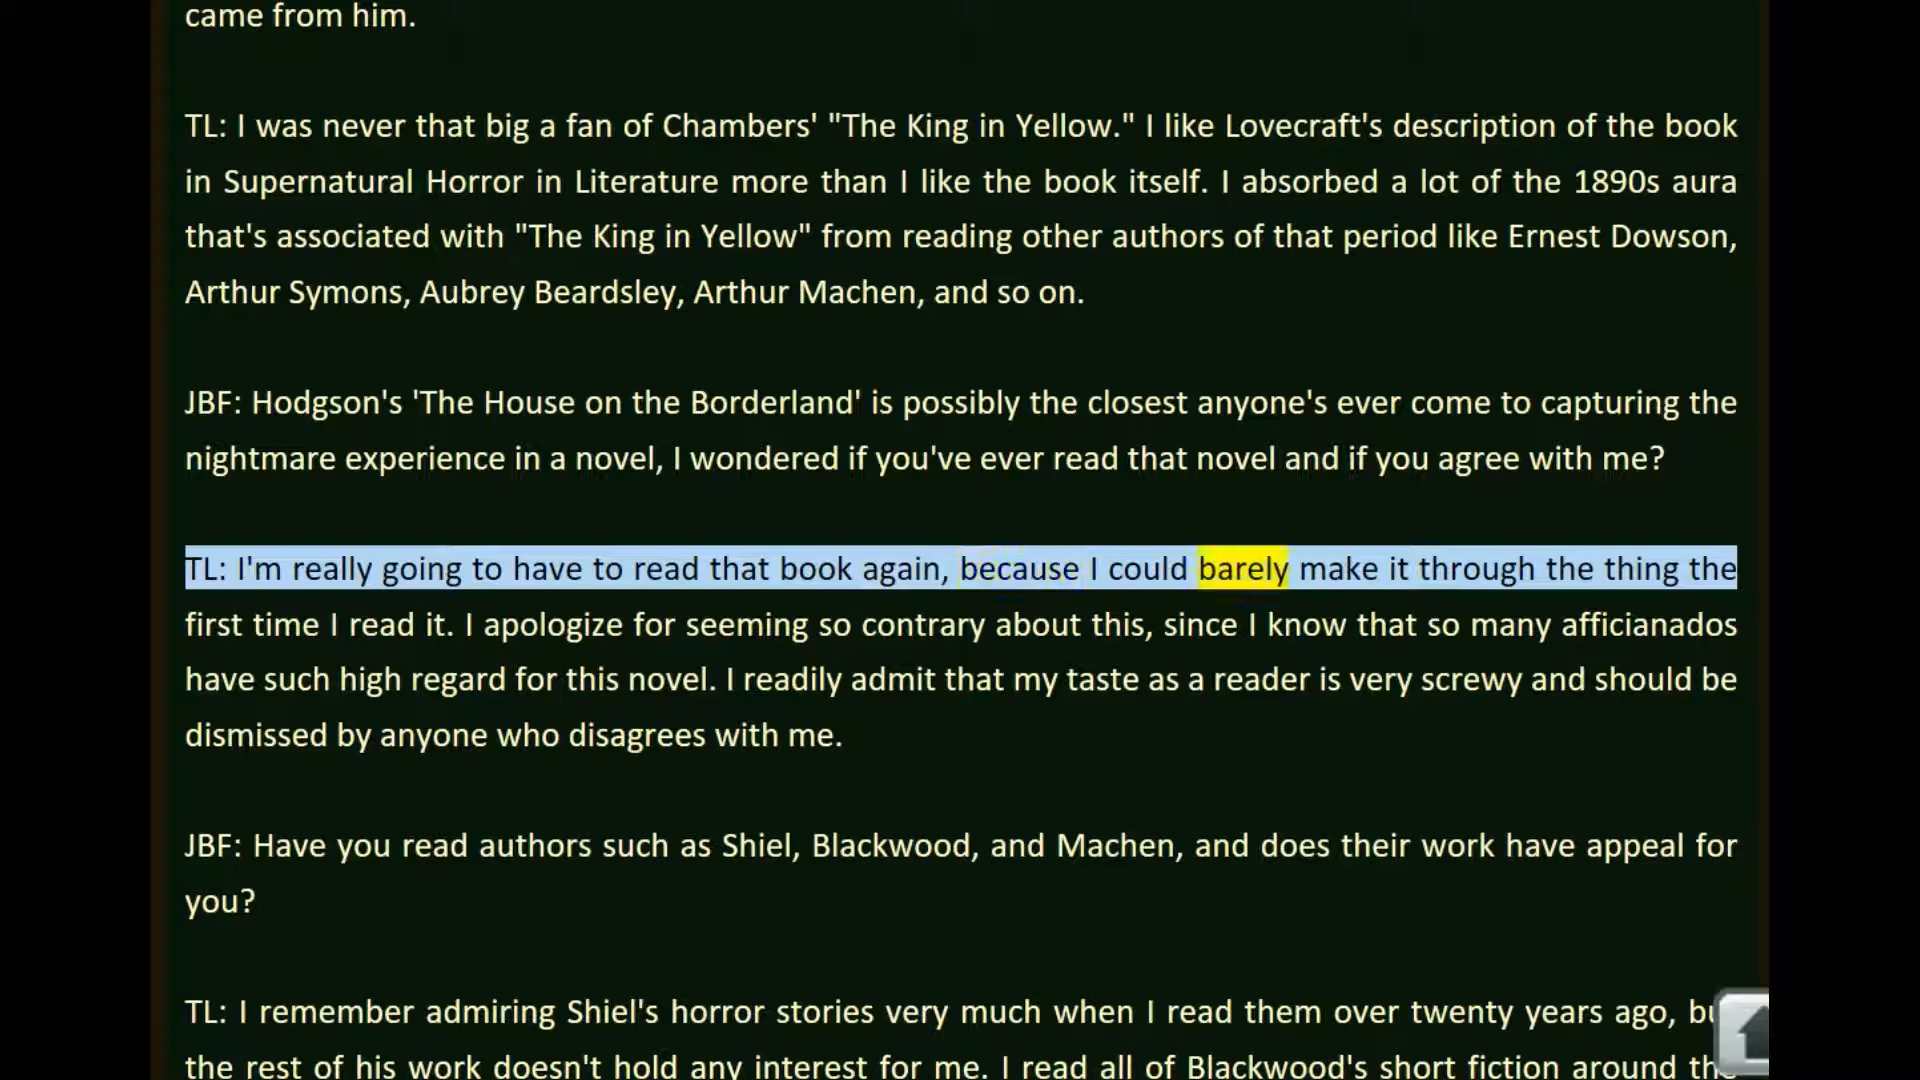 came from him.
TL: I was never that big a fan of Chambers' "The King in Yellow." I like Lovecraft's description of the book
in Supernatural Horror in Literature more than I like the book itself. I absorbed a lot of the 1890s aura
that's associated with "The King in Yellow" from reading other authors of that period like Ernest Dowson,
Arthur Symons, Aubrey Beardsley, Arthur Machen, and so on.
JBF: Hodgson's 'The House on the Borderland' is possibly the closest anyone's ever come to capturing the
nightmare experience in a novel, I wondered if you've ever read that novel and if you agree with me?
TL: I'm really going to have to read that book again, because I could barely make it through the thing the
first time I read it. I apologize for seeming so contrary about this, since I know that so many afficianados
have such high regard for this novel. I readily admit that my taste as a reader is very screwy and should be
dismissed by anyone who disagrees with me.
JBF: Have you read authors such as Shiel, Blackwood, and Machen, and does their work have appeal for
you?
TL: I remember admiring Shiel's horror stories very much when I read them over twenty years ago,
the rest of his work doesn't hold any interest for me. I read all of Blackwood's short fiction around